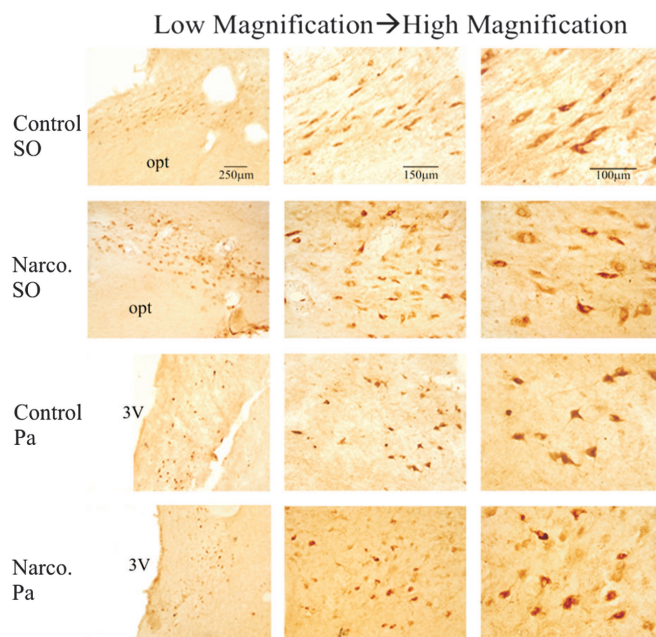 Low Magnification→High Magnification
Control
SO
opt
250μm
150μm
100μm
Narco.
SO
opt
Control
Pa
3V
Narco.
Pa
3V